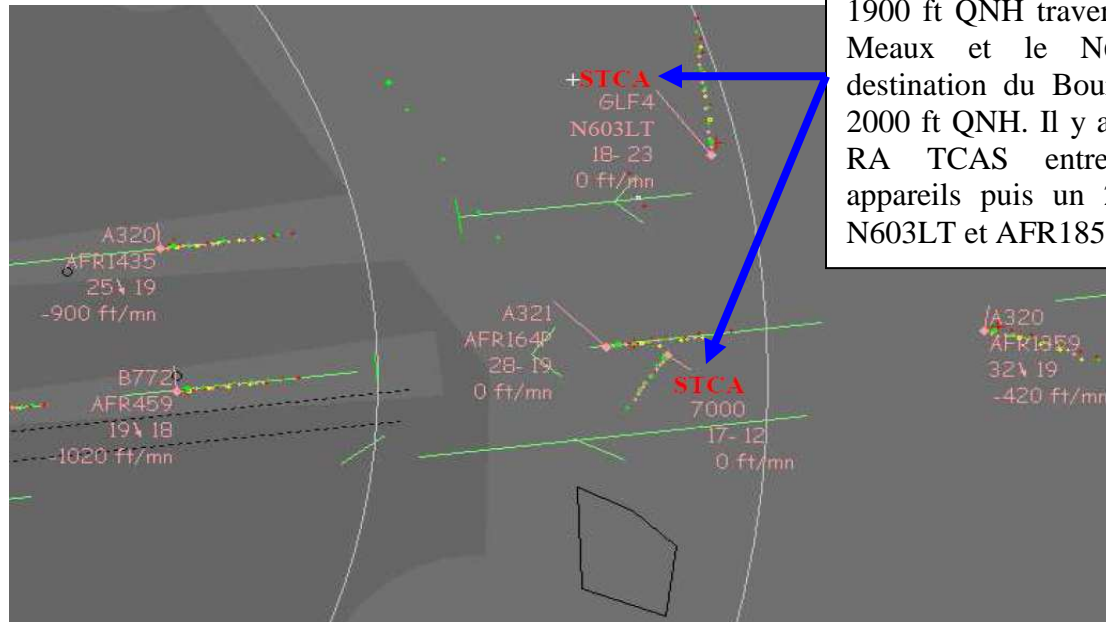 1900 ft QNH traver
Meaux et le N
destination du Bou
2000 ft QNH. Il y a
RA TCAS entre
appareils puis un
N603LT et AFR185
+STCA
GLF4
N603LT
18- 23
0 ft/mn
A320
AFR1435
25 19
-900 ft/mn
A321
AFR164P
28- 19
0 ft/mn
A320
AFR1859
32 19
-420 ft/mn
B772
AFR459
19 18
-1020 ft/mn
STCA
7000
17- 12
0 ft/mn